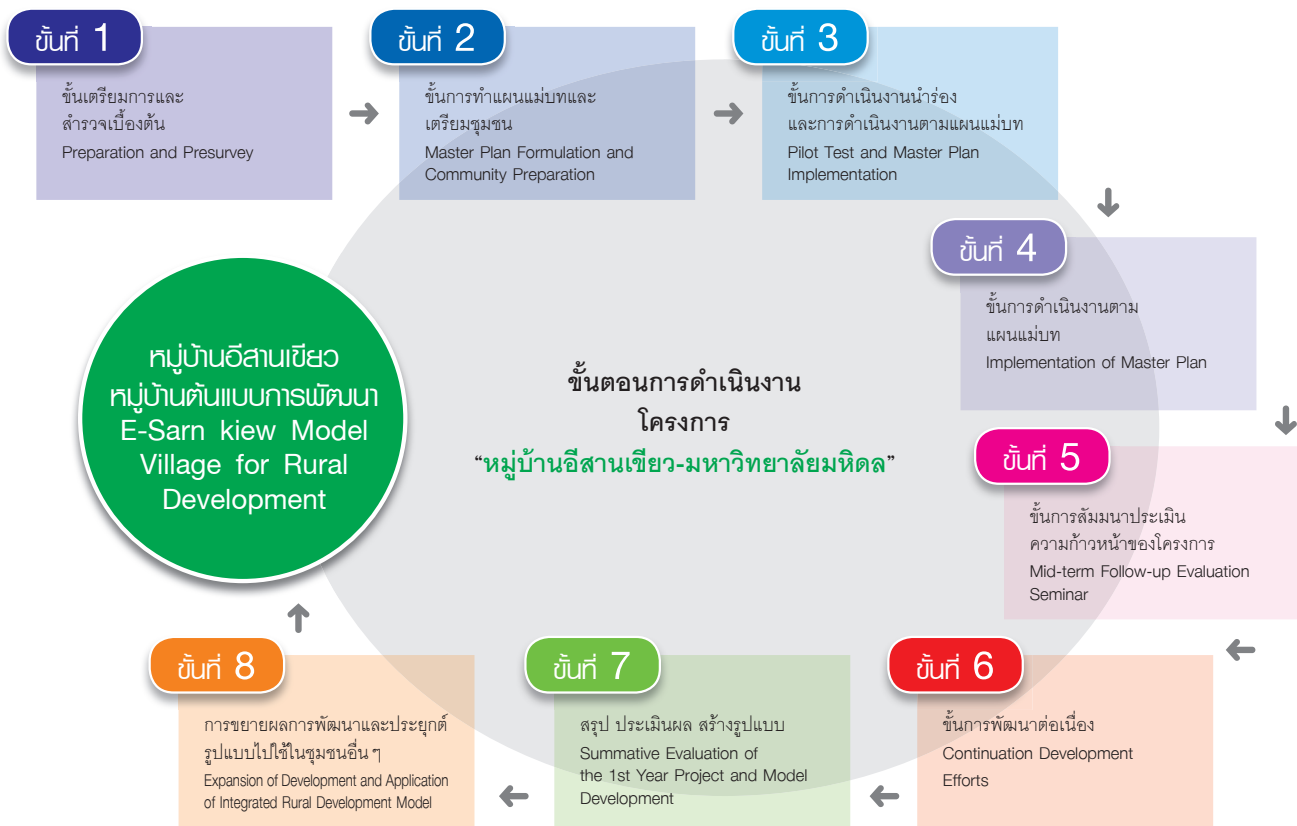 ขั้นที่ 1
ขั้นเตรียมการและ
สำรวจเบื้องต้น
Preparation and Presurvey
ขั้นที่ 2
ขั้นการทำแผนแม่บทและ
เตรียมชุมชน
Master Plan Formulation and
Community Preparation
ขั้นที่ 3
ขั้นการดำเนินงานนำร่อง
และการดำเนินงานตามแผนแม่บท
Pilot Test and Master Plan
Implementation
ขั้นที่ 4
ขั้นการดำเนินงานตาม
แผนแม่บท
Implementation of Master Plan
ขั้นที่ 5
ขั้นการสัมมนาประเมิน
ความก้าวหน้าของโครงการ
Mid-term Follow-up Evaluation
Seminar
ขั้นที่ 6
ขั้นการพัฒนาต่อเนื่อง
Continuation Development
Efforts
ขั้นที่ 7
สรุป ประเมินผล สร้างรูปแบบ
Summative Evaluation of
the 1st Year Project and Model
Development
ขั้นที่ 8
การขยายผลการพัฒนาและประยุกต์
รูปแบบไปใช้ในชุมชนอื่น ๆ
Expansion of Development and Application
of Integrated Rural Development Model
หมู่บ้านอีสานเขียว
หมู่บ้านต้นแบบการพัฒนา
E-Sarn kiew Model
Village for Rural
Development
ขั้นตอนการดำเนินงาน
โครงการ
“หมู่บ้านอีสานเขียว-มหาวิทยาลัยมหิดล”